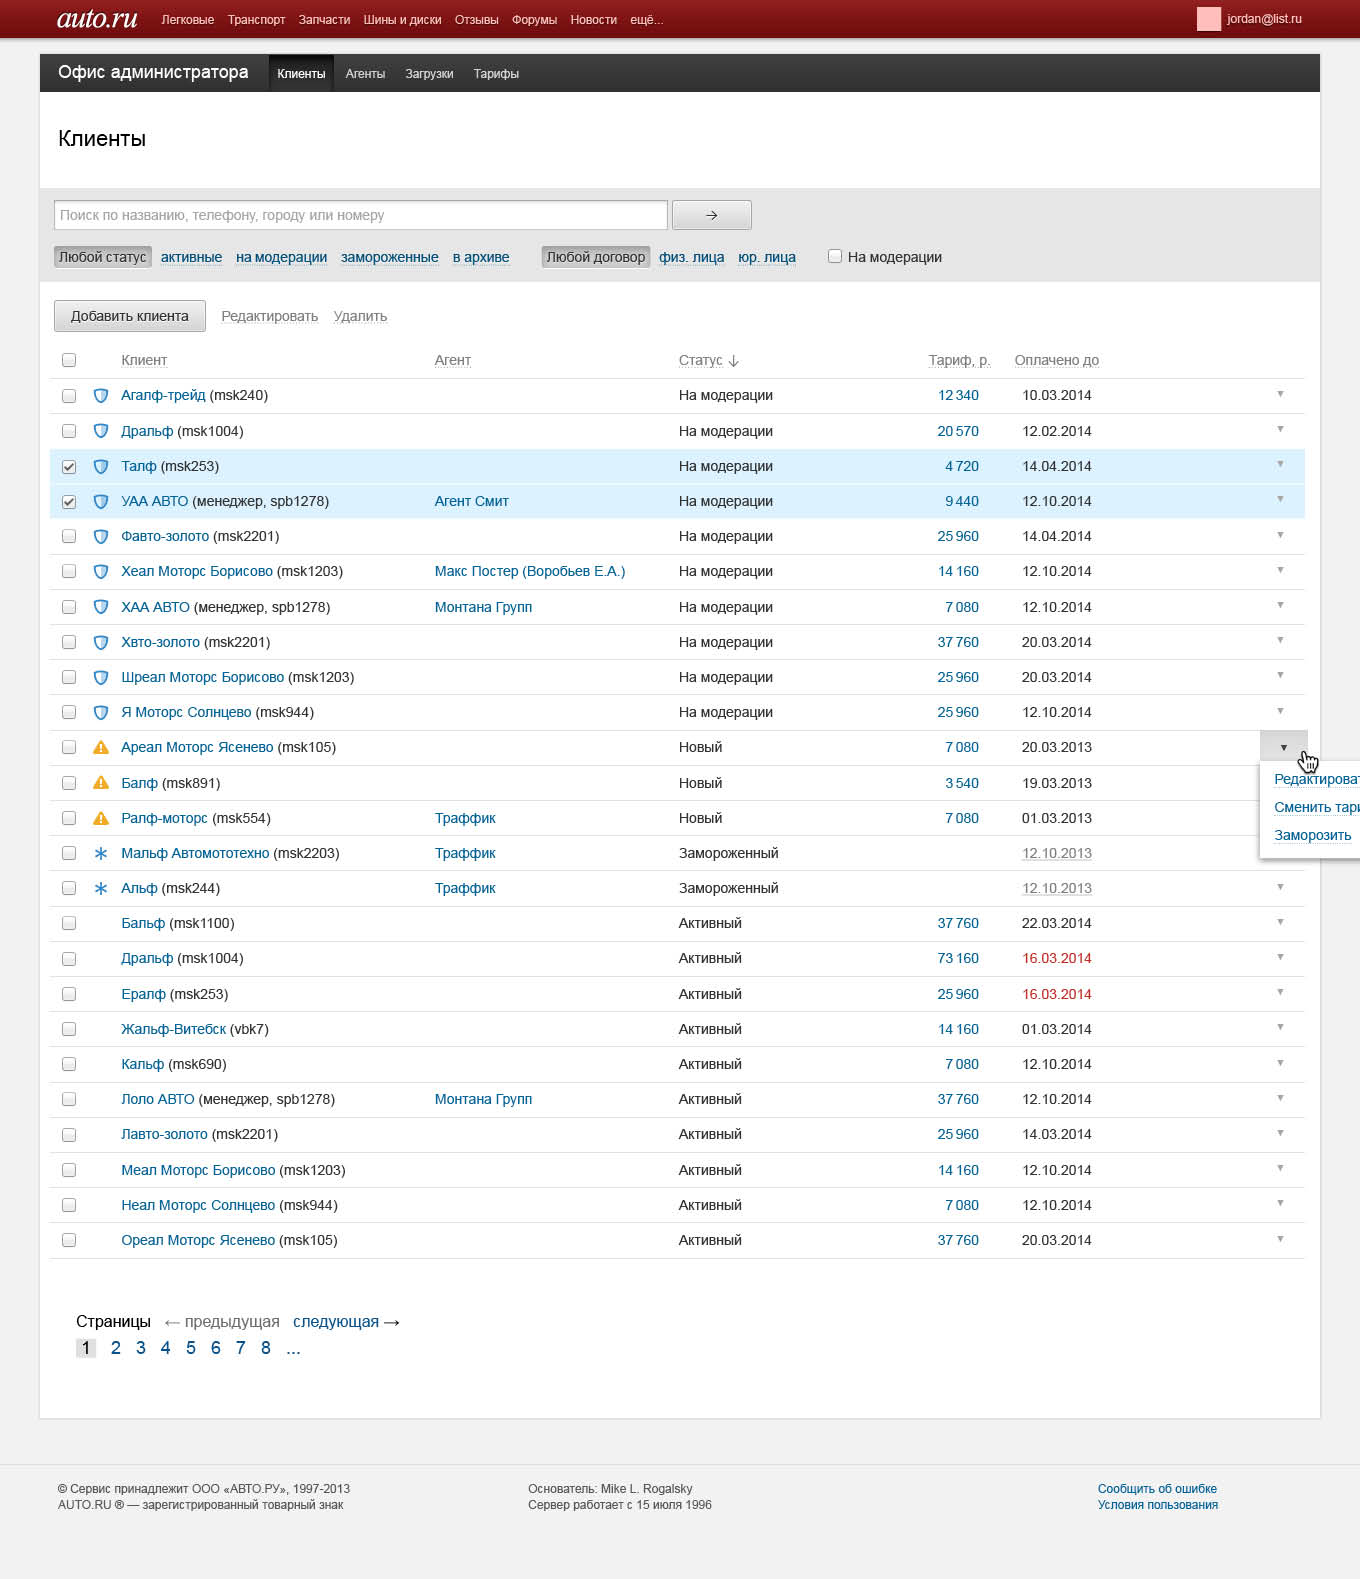 auto.ru Легковые Транспорт Запчасти Шины и диски Отзывы Форумы Новости ещё... jordan@list.ru
Офис администратора Клиенты Агенты Загрузки Тарифы
Клиенты
Поиск по названию, телефону, городу или номеру →
Любой статус активные на модерации замороженные в архиве Любой договор физ. лица юр. лица На модерации
Добавить клиента Редактировать Удалить
Клиент Агент Статус ↓ Тариф, р. Оплачено до
Агалф-трейд (msk240) На модерации 12 340 10.03.2014
Дральф (msk1004) На модерации 20 570 12.02.2014
Талф (msk253) На модерации 4 720 14.04.2014
УАА АВТО (менеджер, spb1278) Агент Смит На модерации 9 440 12.10.2014
Фавто-золото (msk2201) На модерации 25 960 14.04.2014
Хеал Моторс Борисово (msk1203) Макс Постер (Воробьев Е.А.) На модерации 14 160 12.10.2014
ХАА АВТО (менеджер, spb1278) Монтана Групп На модерации 7 080 12.10.2014
Хвто-золото (msk2201) На модерации 37 760 20.03.2014
Шреал Моторс Борисово (msk1203) На модерации 25 960 20.03.2014
Я Моторс Солнцево (msk944) На модерации 25 960 12.10.2014
Ареал Моторс Ясенево (msk105) Новый 7 080 20.03.2013
Редактироват
Балф (msk891) Новый 3 540 19.03.2013
Сменить тари
Ралф-моторс (msk554) Траффик Новый 7 080 01.03.2013
Заморозить
Мальф Автомототехно (msk2203) Траффик Замороженный 12.10.2013
Альф (msk244) Траффик Замороженный 12.10.2013
Бальф (msk1100) Активный 37 760 22.03.2014
Дральф (msk1004) Активный 73 160 16.03.2014
Ералф (msk253) Активный 25 960 16.03.2014
Жальф-Витебск (vbk7) Активный 14 160 01.03.2014
Кальф (msk690) Активный 7 080 12.10.2014
Лоло АВТО (менеджер, spb1278) Монтана Групп Активный 37 760 12.10.2014
Лавто-золото (msk2201) Активный 25 960 14.03.2014
Меал Моторс Борисово (msk1203) Активный 14 160 12.10.2014
Неал Моторс Солнцево (msk944) Активный 7 080 12.10.2014
Ореал Моторс Ясенево (msk105) Активный 37 760 20.03.2014
Страницы ← предыдущая следующая →
1 2 3 4 5 6 7 8 ...
© Сервис принадлежит ООО «АВТО.РУ», 1997-2013 Основатель: Mike L. Rogalsky Сообщить об ошибке
AUTO.RU ® — зарегистрированный товарный знак Сервер работает с 15 июля 1996 Условия пользования